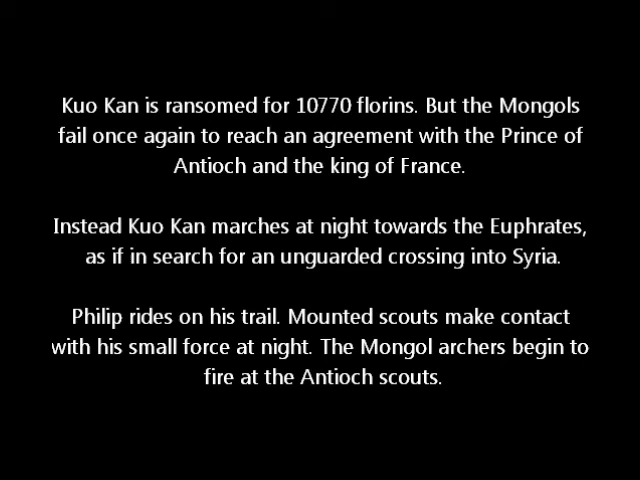 Kuo Kan is ransomed for 10770 florins. But the Mongols
fail once again to reach an agreement with the Prince of
Antioch and the king of France.
Instead Kuo Kan marches at night towards the Euphrates,
as if in search for an unguarded crossing into Syria.
Philip rides on his trail. Mounted scouts make contact
with his small force at night. The Mongol archers begin to
fire at the Antioch scouts.